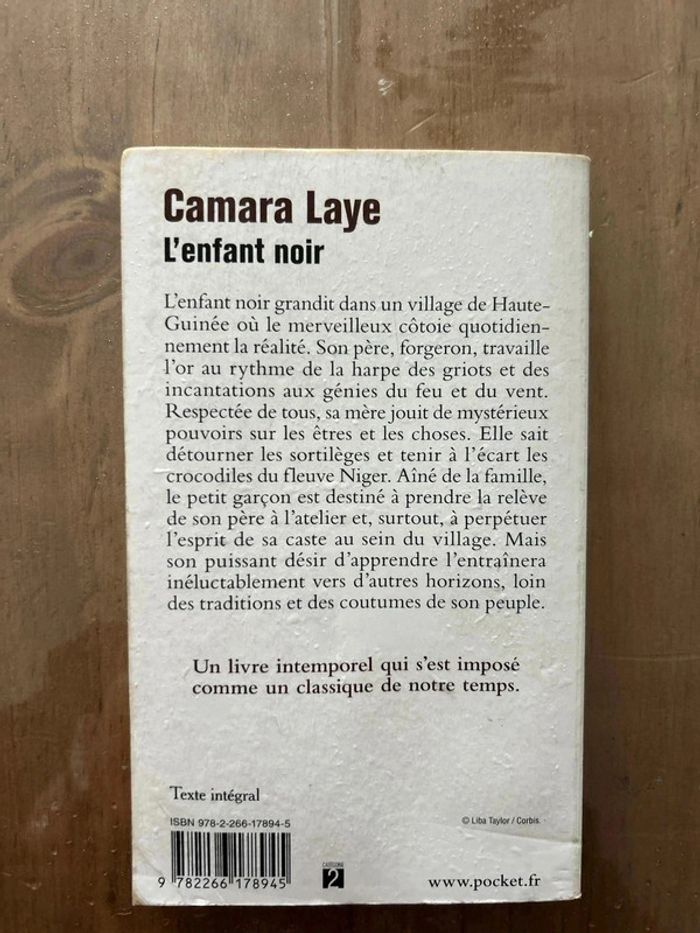 Camara Laye
L'enfant noir
L'enfant noir grandit dans un village de Haute-
Guinée où le merveilleux côtoie quotidien-
nement la réalité. Son père, forgeron, travaille
l'or au rythme de la harpe des griots et des
incantations aux génies du feu et du vent.
Respectée de tous, sa mère jouit de mystérieux
pouvoirs sur les êtres et les choses. Elle sait
détourner les sortilèges et tenir à l'écart les
crocodiles du fleuve Niger. Aîné de la famille,
le petit garçon est destiné à prendre la relève
de son père à l'atelier et, surtout, à perpétuer
l'esprit de sa caste au sein du village. Mais
son puissant désir d'apprendre l'entraînera
inéluctablement vers d'autres horizons, loin
des traditions et des coutumes de son peuple.
Un livre intemporel qui s'est imposé
comme un classique de notre temps.
Texte intégral
ISBN 978-2-266-17894-5
© Liba Taylor / Corbis
9 782266 178945
CATÉGORIE
2
www.pocket.fr